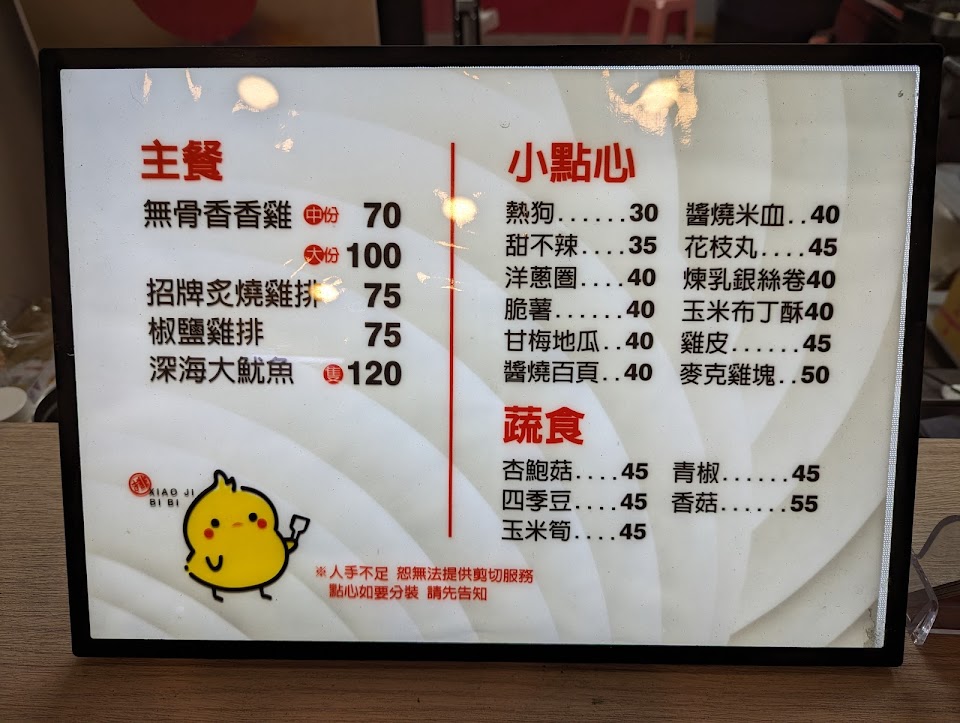 主餐
無骨香香雞 中份 70
大份 100
招牌炙燒雞排 75
椒鹽雞排 75
深海大魷魚 隻 120
小點心
熱狗......30
甜不辣....35
洋蔥圈....40
脆薯......40
甘梅地瓜..40
醬燒百頁..40
醬燒米血..40
花枝丸....45
煉乳銀絲卷40
玉米布丁酥40
雞皮......45
麥克雞塊..50
蔬食
杏鮑菇....45
四季豆....45
玉米筍....45
青椒......45
香菇......55
XIAO JI
BI BI
※人手不足 恕無法提供剪切服務
點心如要分裝 請先告知